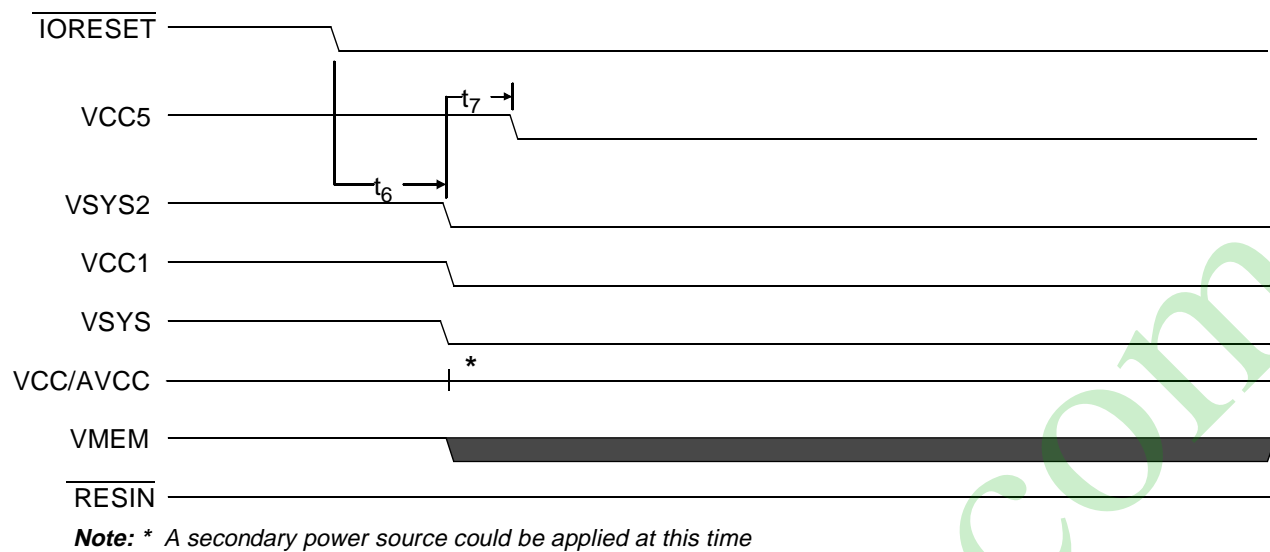 IORESET
t7
VCC5
t6
VSYS2
VCC1
VSYS
*
VCC/AVCC
VMEM
RESIN
Note: * A secondary power source could be applied at this time
com